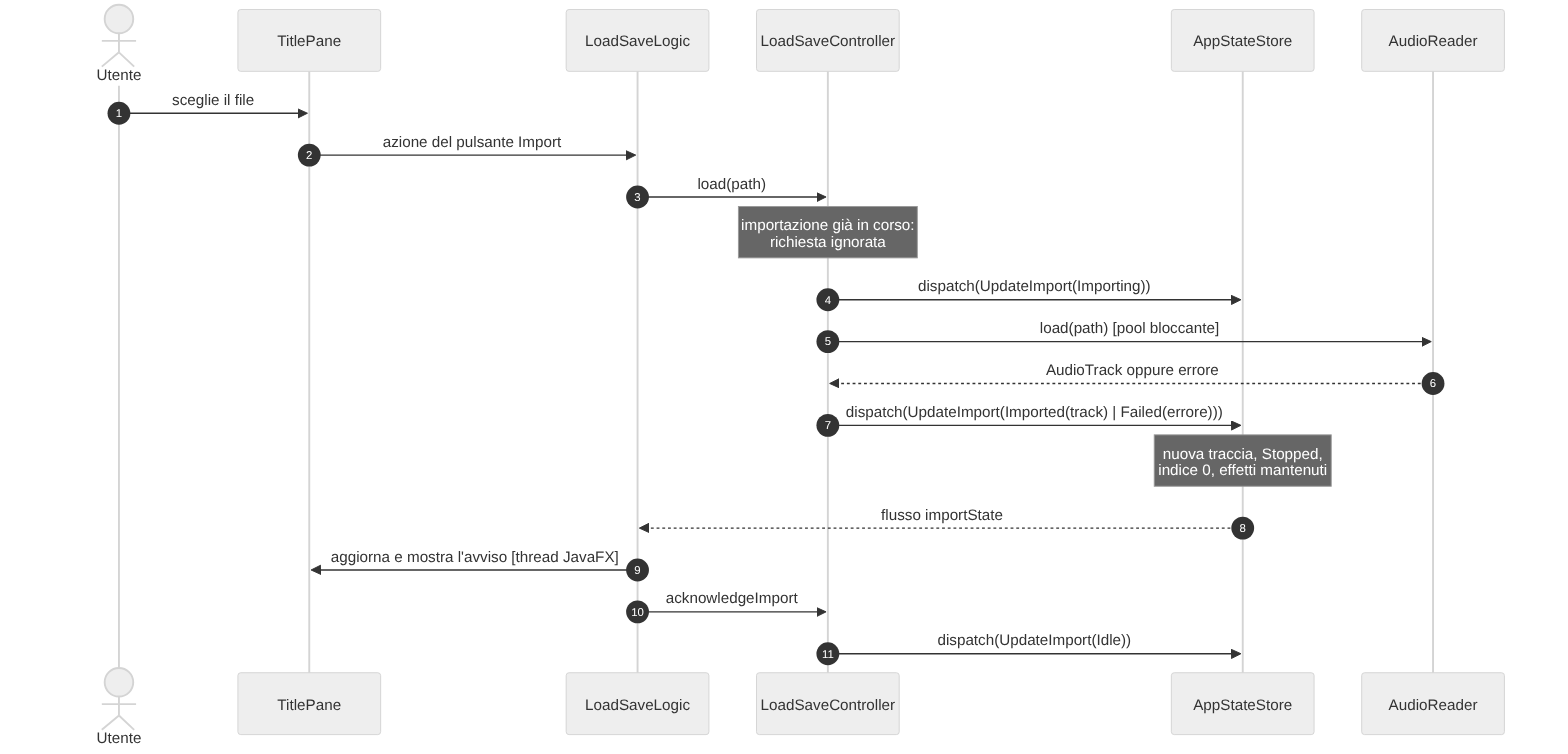 Utente
TitlePane
LoadSaveLogic
LoadSaveController
AppStateStore
AudioReader
1 sceglie il file
2 azione del pulsante Import
3 load(path)
importazione già in corso:
richiesta ignorata
4 dispatch(UpdateImport(Importing))
5 load(path) [pool bloccante]
AudioTrack oppure errore 6
7 dispatch(UpdateImport(Imported(track) | Failed(errore)))
nuova traccia, Stopped,
indice 0, effetti mantenuti
flusso importState 8
aggiorna e mostra l'avviso [thread JavaFX] 9
10 acknowledgeImport
11 dispatch(UpdateImport(Idle))
Utente
TitlePane
LoadSaveLogic
LoadSaveController
AppStateStore
AudioReader